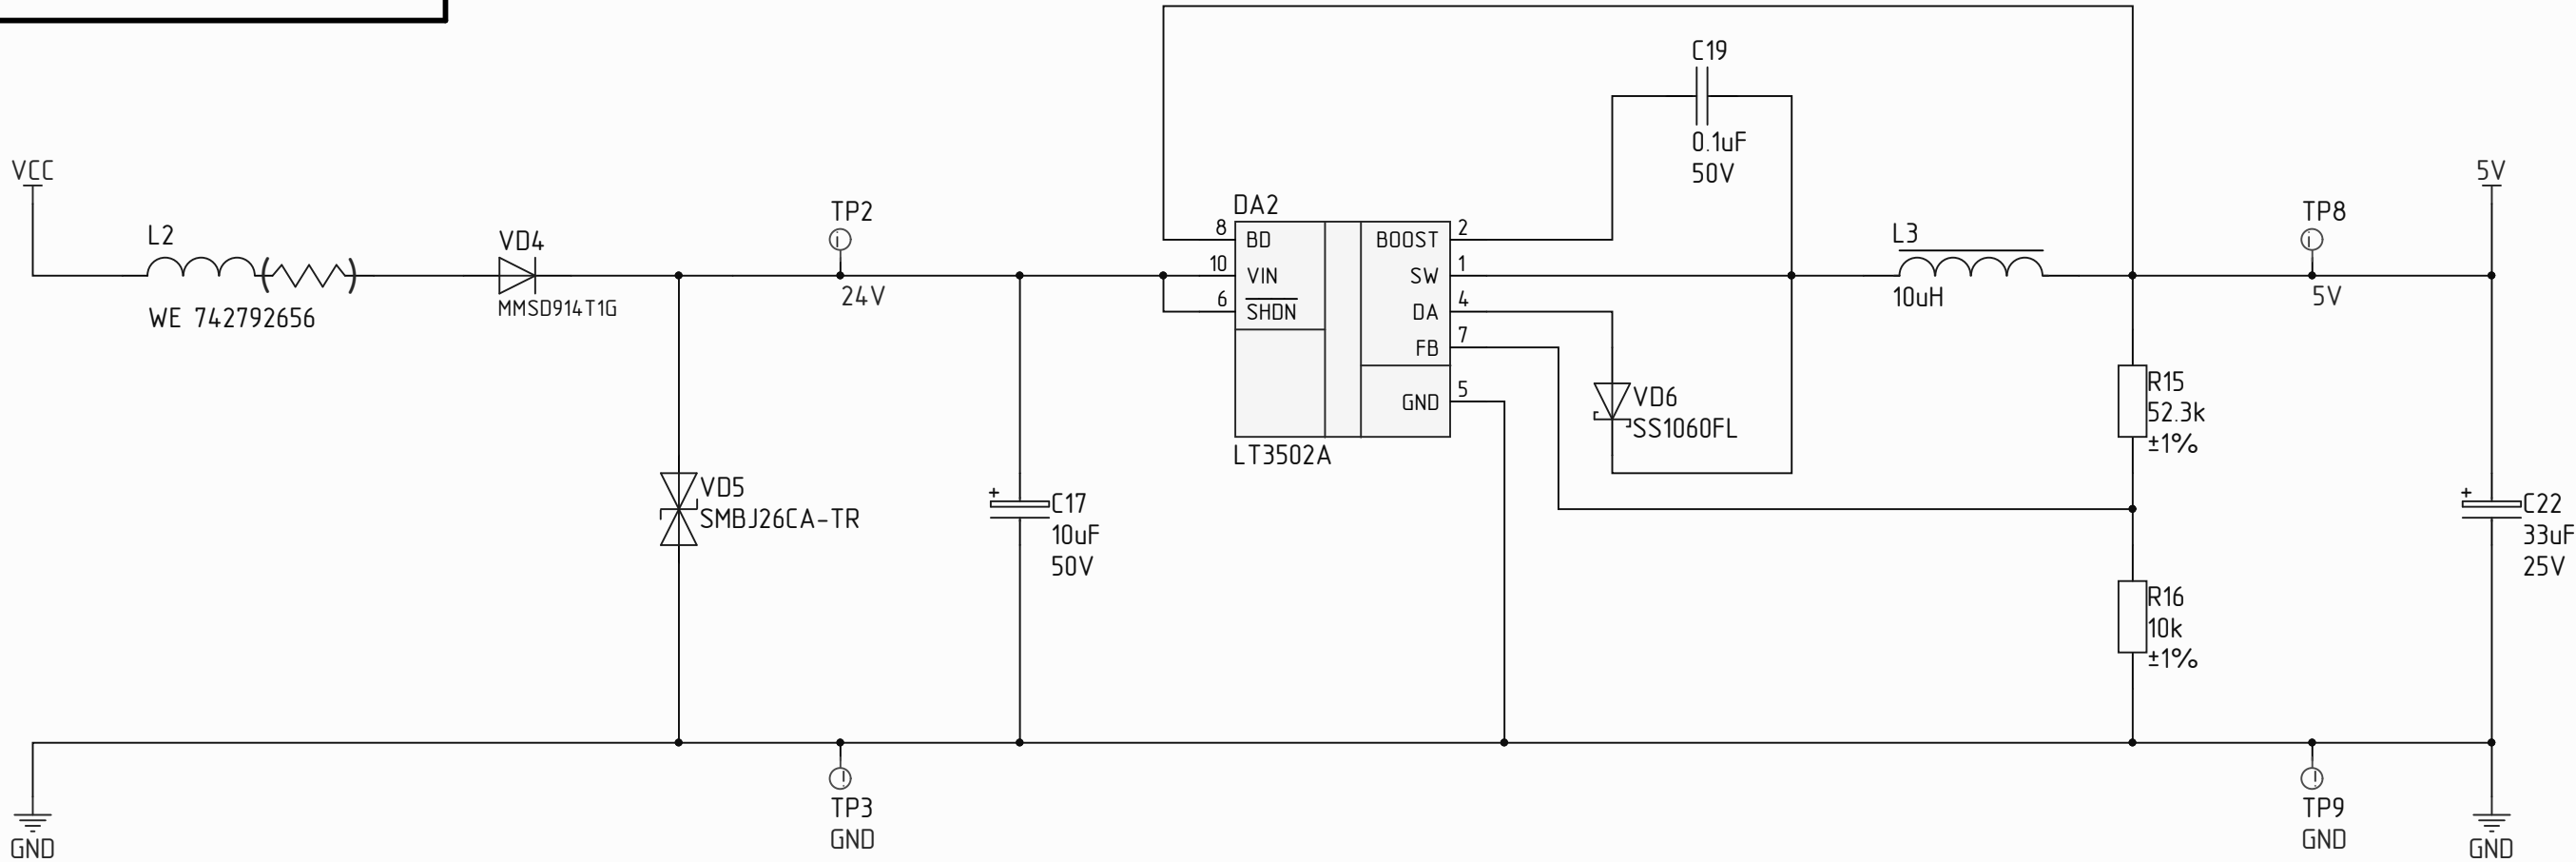 C19
0.1uF
50V
VCC
L2
WE 742792656
VD4
MMSD914T1G
TP2
24V
DA2
8
BD
10
VIN
6
SHDN
BOOST
2
SW
1
DA
4
FB
7
GND
5
LT3502A
L3
10uH
TP8
5V
5V
VD6
SS1060FL
R15
52.3k
±1%
VD5
SMBJ26CA-TR
+
C17
10uF
50V
+
C22
33uF
25V
R16
10k
±1%
GND
TP3
GND
TP9
GND
GND